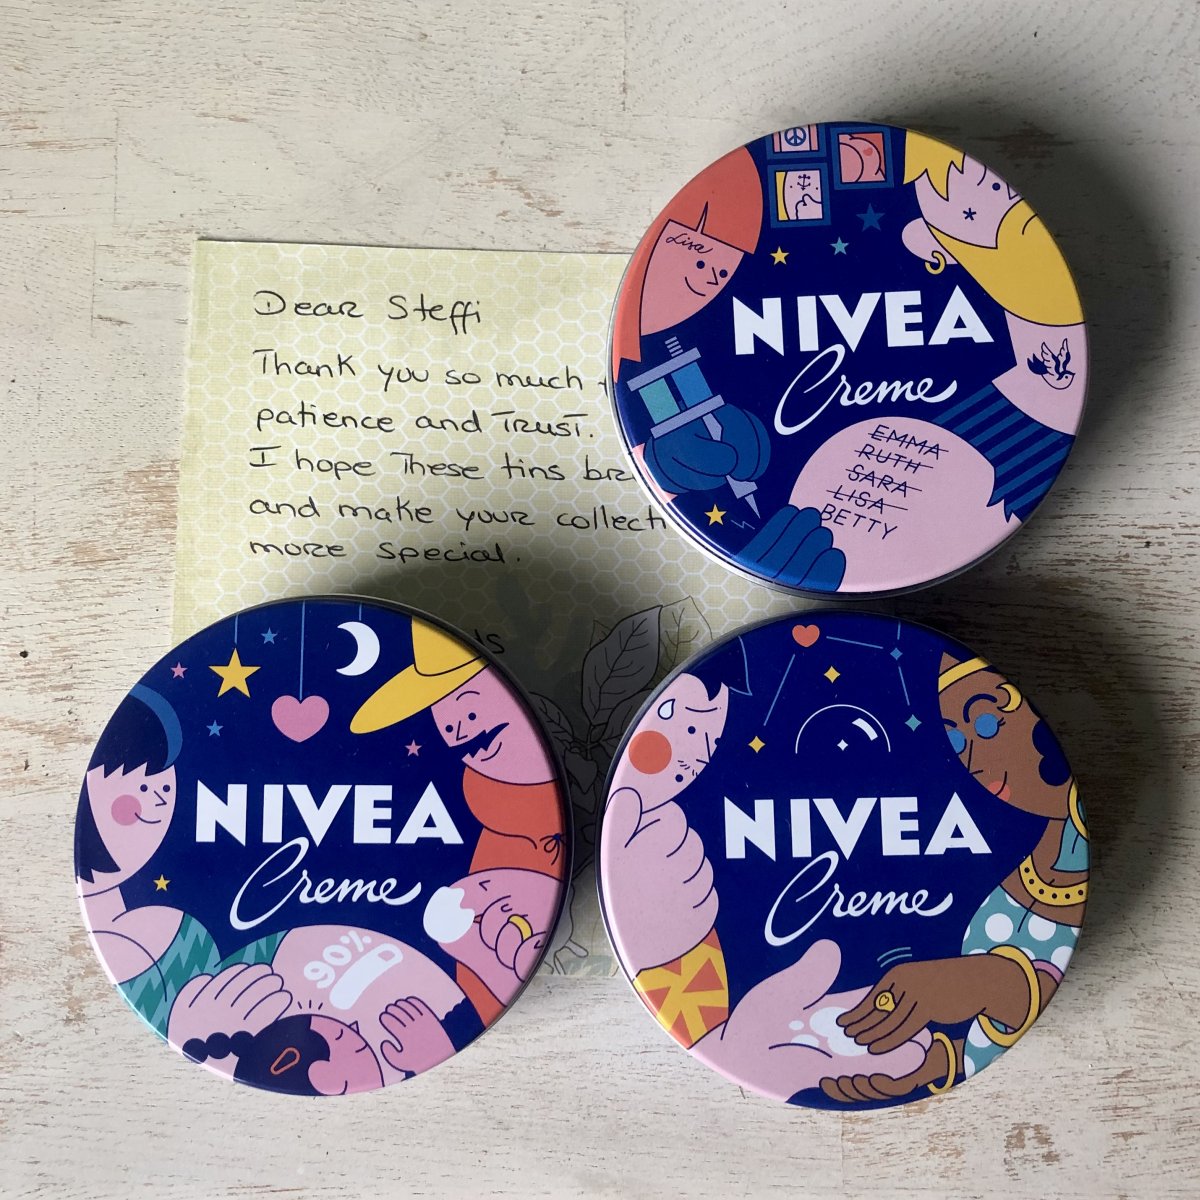 Dear Steffi
Thank you so much
patience and Trust.
I hope These tins
and make your
more special.
Lisa
NIVEA
Creme
EMMA
RUTH
SARA
LISA
BETTY
NIVEA
Creme
90%
NIVEA
Creme